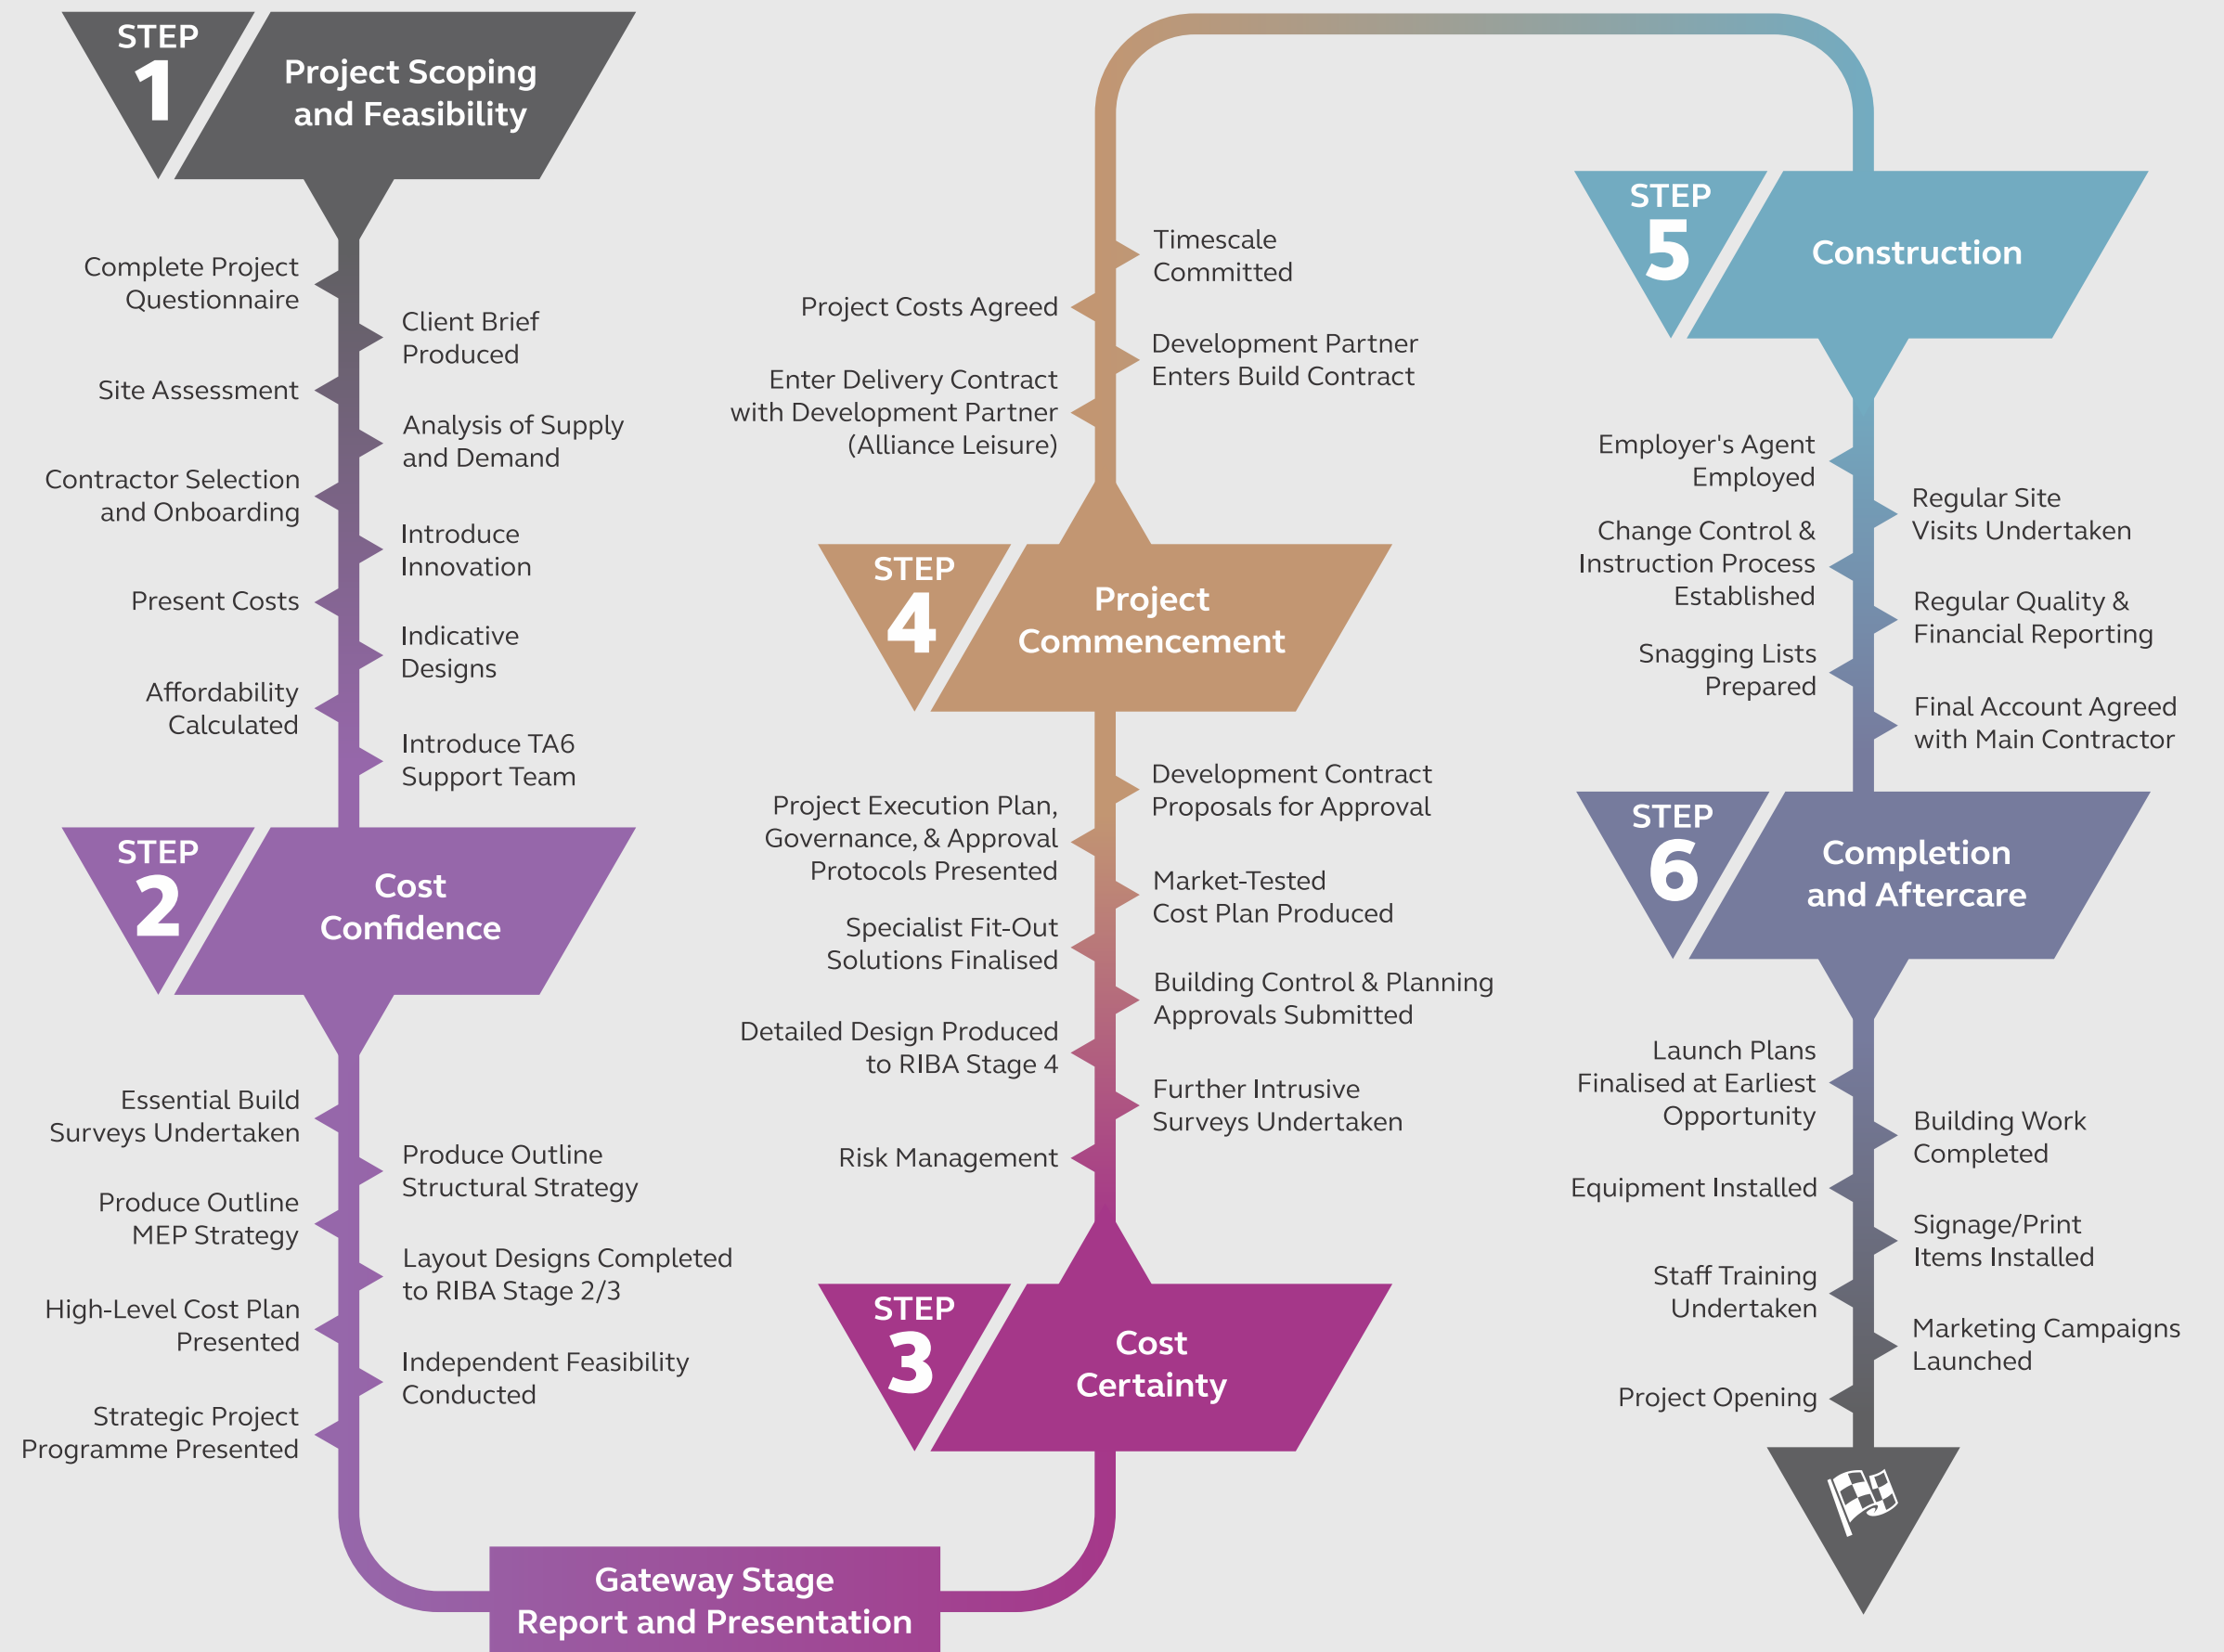 STEP
1
Project Scoping
and Feasibility
Complete Project
Questionnaire
Client Brief
Produced
Site Assessment
Analysis of Supply
and Demand
Contractor Selection
and Onboarding
Introduce
Innovation
Present Costs
Indicative
Designs
Affordability
Calculated
Introduce TA6
Support Team
STEP
2
Cost
Confidence
Essential Build
Surveys Undertaken
Produce Outline
Structural Strategy
Produce Outline
MEP Strategy
Layout Designs Completed
to RIBA Stage 2/3
High-Level Cost Plan
Presented
Independent Feasibility
Conducted
Strategic Project
Programme Presented
Gateway Stage
Report and Presentation
STEP
3
Cost
Certainty
Risk Management
Further Intrusive
Surveys Undertaken
Detailed Design Produced
to RIBA Stage 4
Building Control & Planning
Approvals Submitted
Specialist Fit-Out
Solutions Finalised
Market-Tested
Cost Plan Produced
Project Execution Plan,
Governance, & Approval
Protocols Presented
Development Contract
Proposals for Approval
STEP
4
Project
Commencement
Enter Delivery Contract
with Development Partner
(Alliance Leisure)
Development Partner
Enters Build Contract
Project Costs Agreed
Timescale
Committed
STEP
5
Construction
Employer's Agent
Employed
Regular Site
Visits Undertaken
Change Control &
Instruction Process
Established
Regular Quality &
Financial Reporting
Snagging Lists
Prepared
Final Account Agreed
with Main Contractor
STEP
6
Completion
and Aftercare
Launch Plans
Finalised at Earliest
Opportunity
Building Work
Completed
Equipment Installed
Signage/Print
Items Installed
Staff Training
Undertaken
Marketing Campaigns
Launched
Project Opening